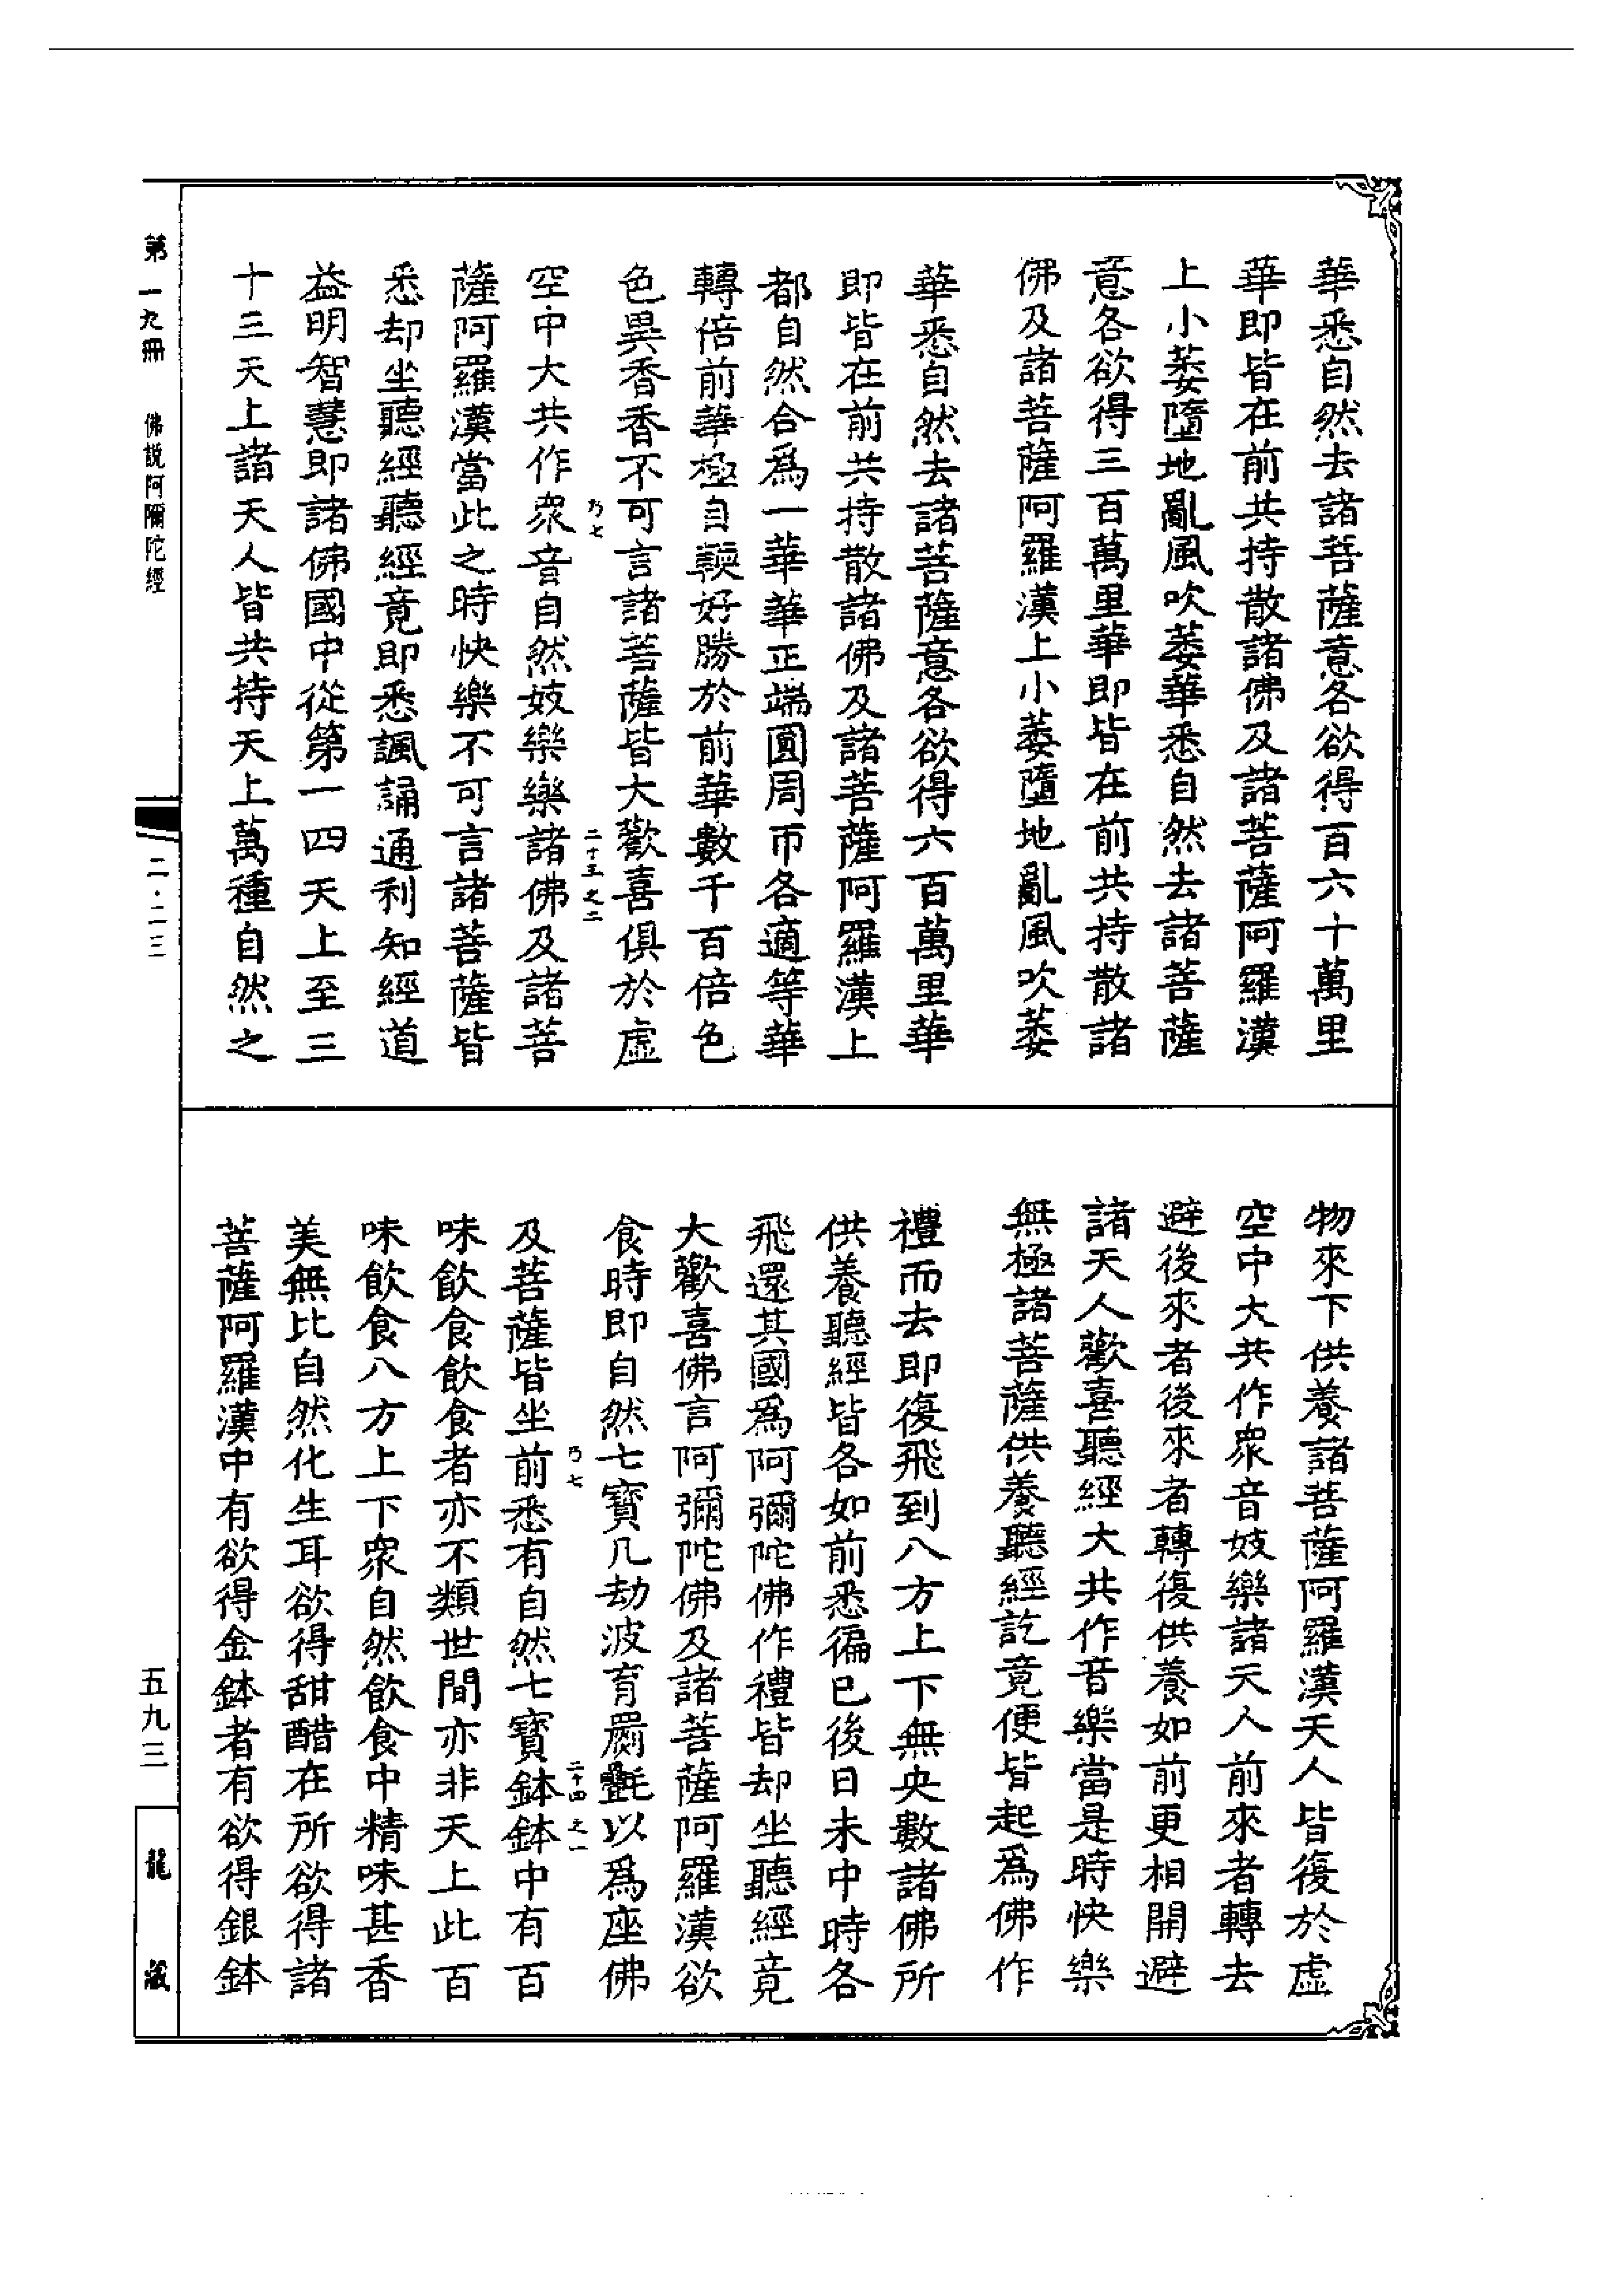 華悉自然去諸菩薩意各欲得百六十萬里
華即皆在前共持散諸佛及諸菩薩阿羅漢
上小萎墮地亂風吹萎華悉自然去諸菩薩
意各欲得三百萬里華即皆在前共持散諸
佛及諸菩薩阿羅漢上小萎墮地亂風吹萎
華悉自然去諸菩薩意各欲得六百萬里華
即皆在前共持散諸佛及諸菩薩阿羅漢上
都自然合爲一華華正端圓周帀各適等華
轉倍前華極自軟好勝於前華數千百倍色
色異香香不可言諸菩薩皆大歡喜俱於虛
乃七
二十三之二
空中大共作衆音自然妓樂樂諸佛及諸菩
薩阿羅漢當此之時快樂不可言諸菩薩皆
悉却坐聽經聽經竟即悉諷誦通利知經道
益明智慧即諸佛國中從第一四天上至三
十三天上諸天人皆共持天上萬種自然之
物來下供養諸菩薩阿羅漢天人皆復於虛
空中大共作衆音妓樂諸天人前來者轉去
避後來者後來者轉復供養如前更相開避
諸天人歡喜聽經大共作音樂當是時快樂
無極諸菩薩供養聽經訖竟便皆起爲佛作
禮而去即復飛到八方上下無央數諸佛所
供養聽經皆各如前悉徧已後日未中時各
飛還其國爲阿彌陀佛作禮皆却坐聽經竟
大歡喜佛言阿彌陀佛及諸菩薩阿羅漢欲
食時即自然七寶几劫波育罽氎以爲座佛
乃七
二十四之一
及菩薩皆坐前悉有自然七寶鉢鉢中有百
味飲食飲食者亦不類世間亦非天上此百
味飲食八方上下衆自然飲食中精味甚香
美無比自然化生耳欲得甜醋在所欲得諸
菩薩阿羅漢中有欲得金鉢者有欲得銀鉢
第一九冊 佛説阿彌陀經
二·二二三
五九三
龍藏